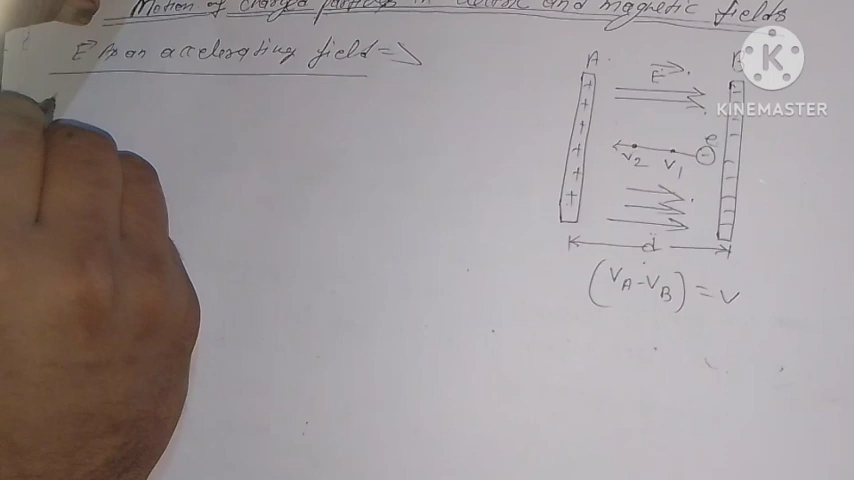 Motion of charged particles in electric and magnetic fields
E→ As an accelerating field ⇒
A
B
E→
+
+
+
+
+
+
e
−
V2 V1
d
(VA - VB) = V
K
KINEMASTER